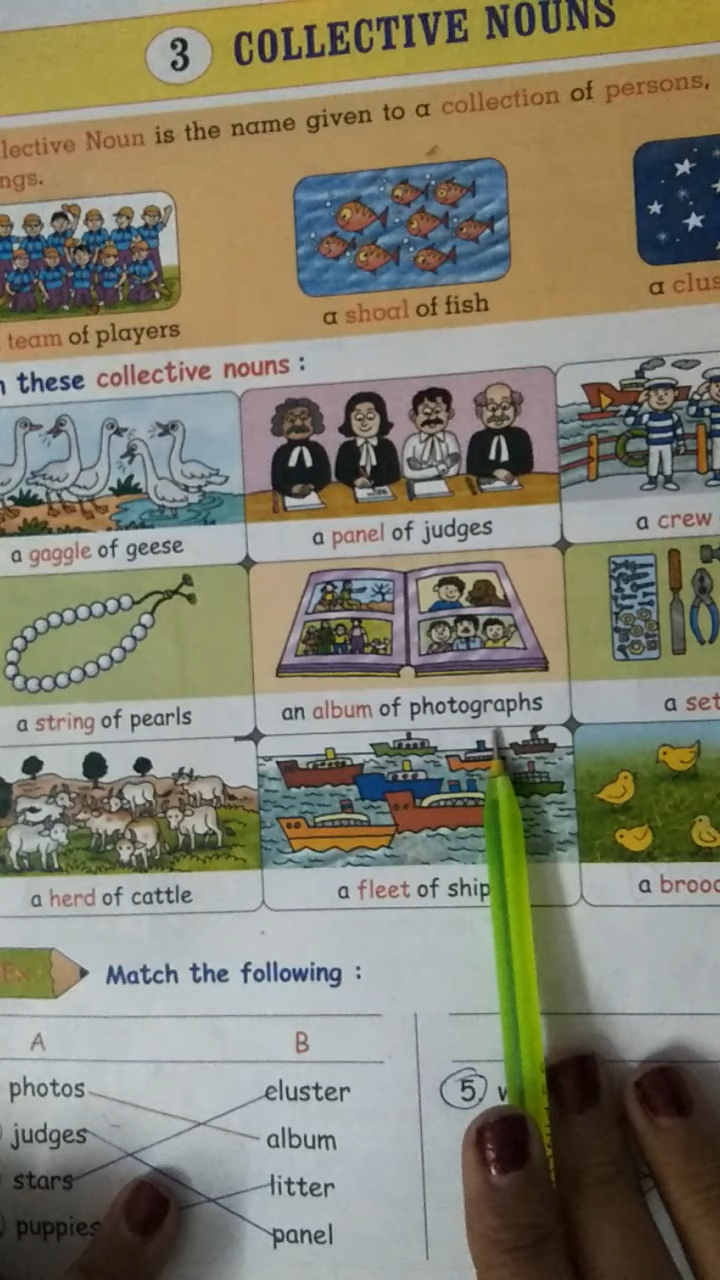 3 COLLECTIVE NOUNS
lective Noun is the name given to a collection of persons,
ngs.
team of players
a shoal of fish
a clus
these collective nouns :
a gaggle of geese
a panel of judges
a crew
a string of pearls
an album of photographs
a set
a herd of cattle
a fleet of ship
a brood
Ex. Match the following :
A B
photos cluster
judges album
stars litter
puppies panel
5. w